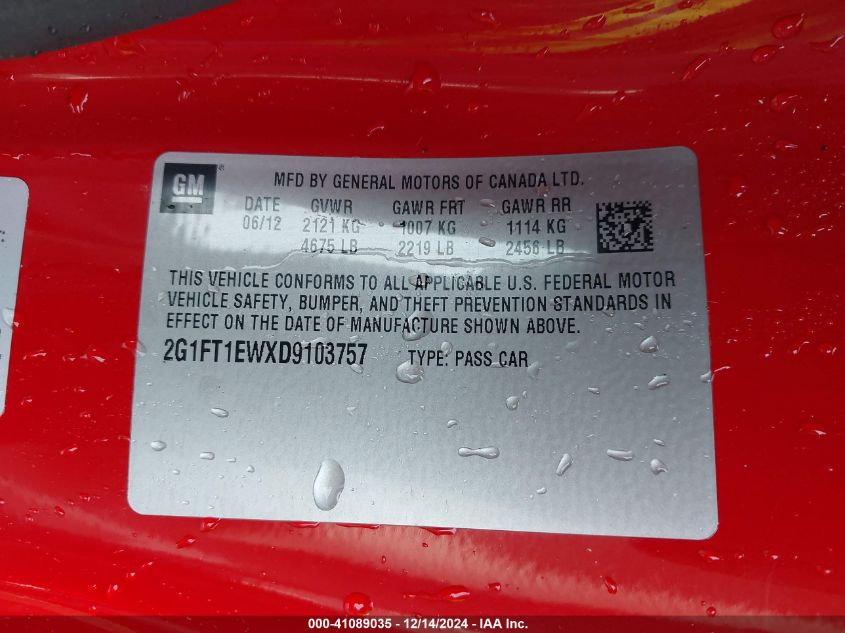 GM
MFD BY GENERAL MOTORS OF CANADA LTD.
DATE GVWR GAWR FRT GAWR RR
06/12 2121 KG 1007 KG 1114 KG
4675 LB 2219 LB 2456 LB
THIS VEHICLE CONFORMS TO ALL APPLICABLE U.S. FEDERAL MOTOR
VEHICLE SAFETY, BUMPER, AND THEFT PREVENTION STANDARDS IN
EFFECT ON THE DATE OF MANUFACTURE SHOWN ABOVE.
2G1FT1EWXD9103757 TYPE: PASS CAR
000-41089035 - 12/14/2024 - IAA Inc.